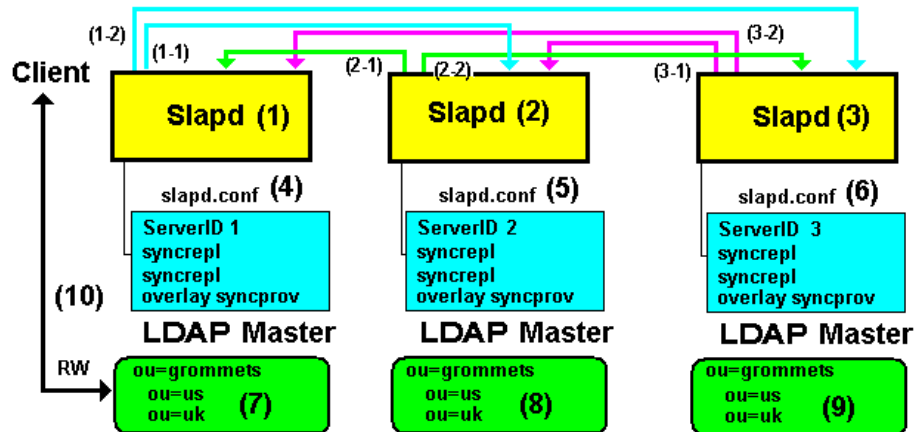 (1-2)
(1-1)
(2-1)
(2-2)
(3-1)
(3-2)
Client
Slapd (1)
Slapd (2)
Slapd (3)
slapd.conf (4)
slapd.conf (5)
slapd.conf (6)
ServerID 1
syncrepl
syncrepl
overlay syncprov
ServerID 2
syncrepl
syncrepl
overlay syncprov
ServerID 3
syncrepl
syncrepl
overlay syncprov
(10)
LDAP Master
LDAP Master
LDAP Master
RW
ou=grommets
ou=us
ou=uk
(7)
ou=grommets
ou=us
ou=uk
(8)
ou=grommets
ou=us
ou=uk
(9)